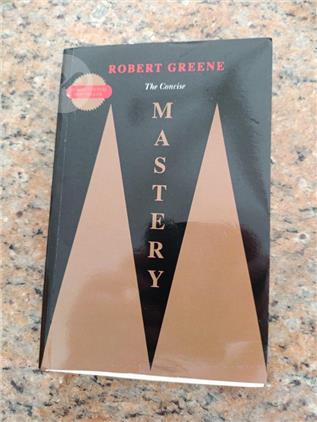 ROBERT GREENE
The Concise
MASTERY